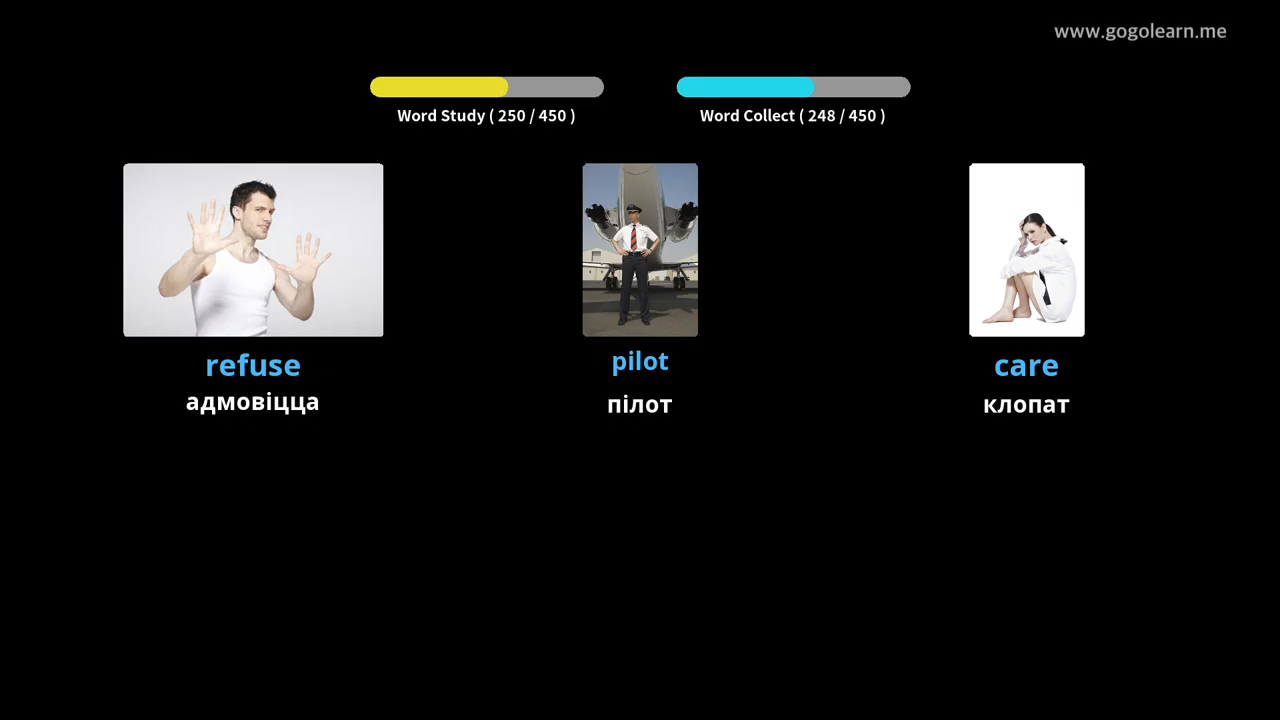 www.gogolearn.me
Word Study ( 250 / 450 )
Word Collect ( 248 / 450 )
refuse
адмовіцца
pilot
пілот
care
клопат